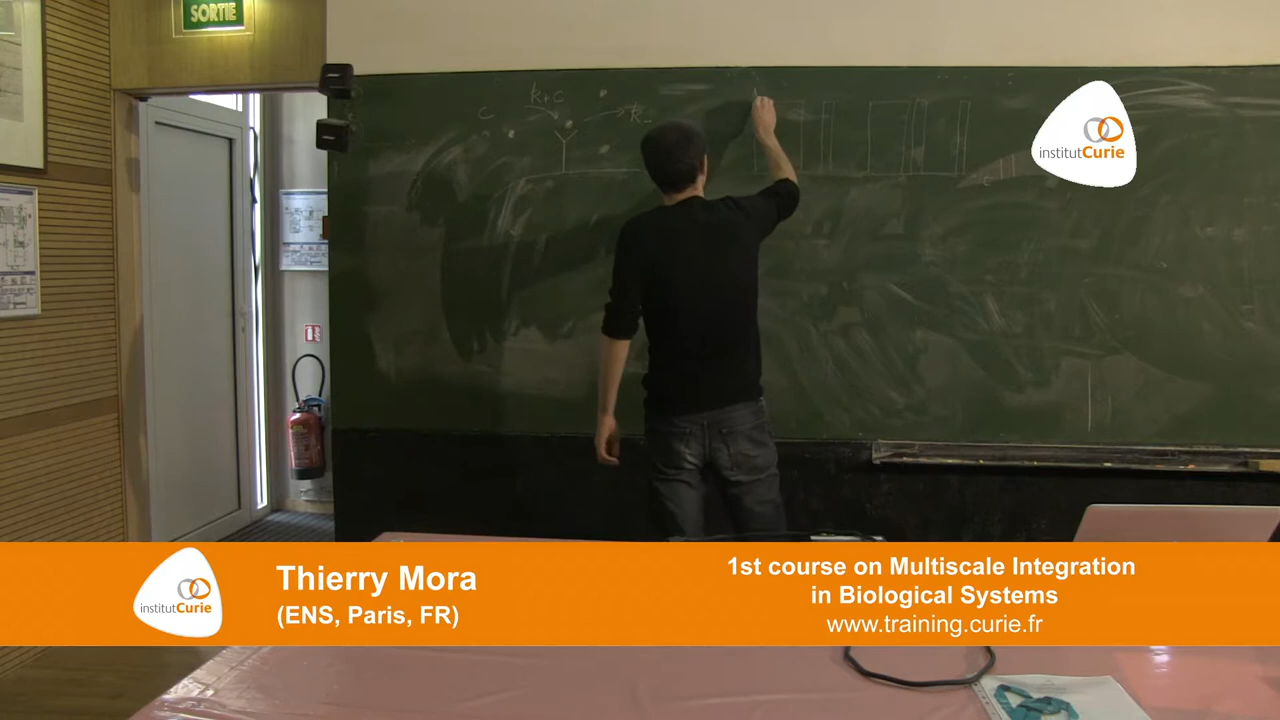 SORTIE
k+c
c
k-
institutCurie
c
institutCurie
Thierry Mora
(ENS, Paris, FR)
1st course on Multiscale Integration
in Biological Systems
www.training.curie.fr